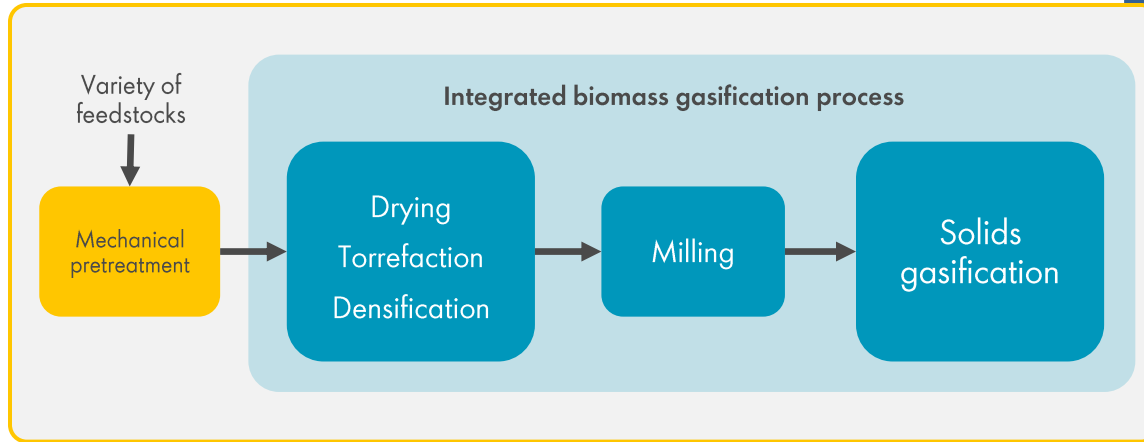 Variety of
feedstocks
Integrated biomass gasification process
Mechanical
pretreatment
Drying
Torrefaction
Densification
Milling
Solids
gasification